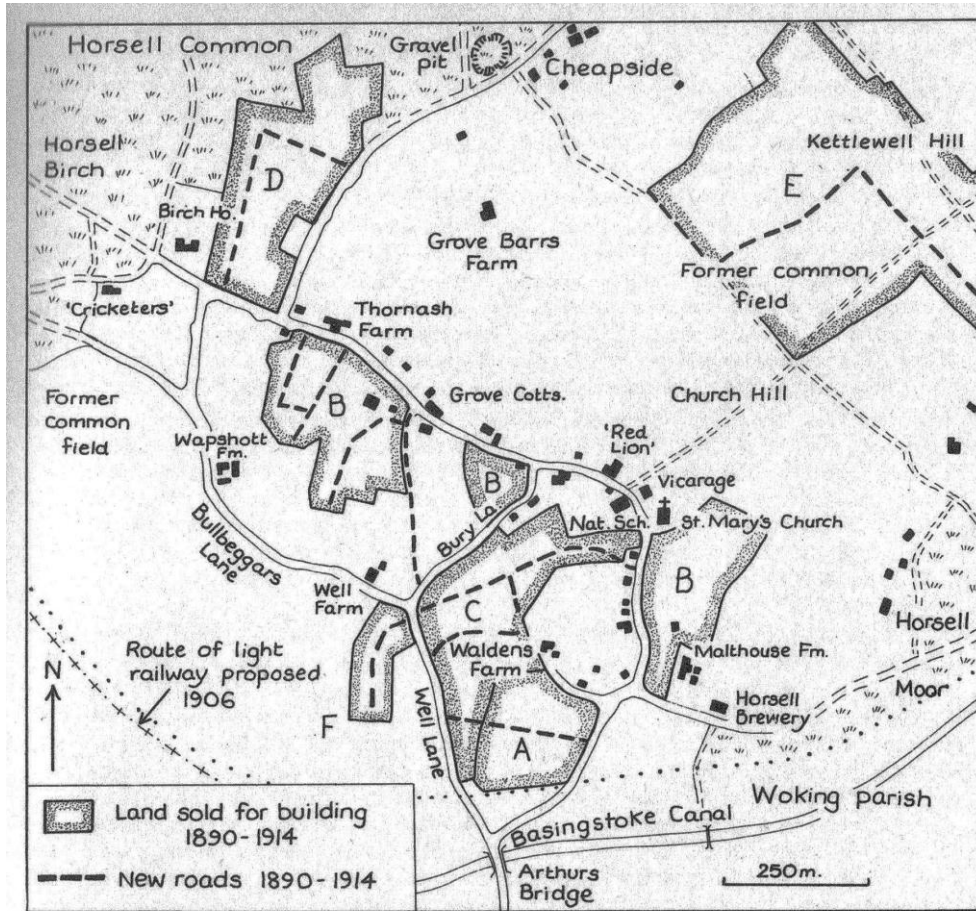 Horsell Common
Gravel
pit
Cheapside
Horsell
Birch
Kettlewell Hill
D
E
Birch Ho.
Grove Barrs
Farm
Former common
field
'Cricketers'
Thornash
Farm
B
Grove Cotts.
Church Hill
Former
common
field
Wapshott
Fm.
'Red
Lion'
B
Vicarage
Bury La.
Nat. Sch.
St. Mary's Church
Bullbeggars
Lane
Well
Farm
C
B
Waldens
Farm
Horsell
Malthouse Fm.
Route of light
railway proposed
1906
N
Moor
Horsell
Brewery
F
Well Lane
A
Woking parish
Basingstoke Canal
Arthurs
Bridge
Land sold for building
1890-1914
New roads 1890-1914
250m.